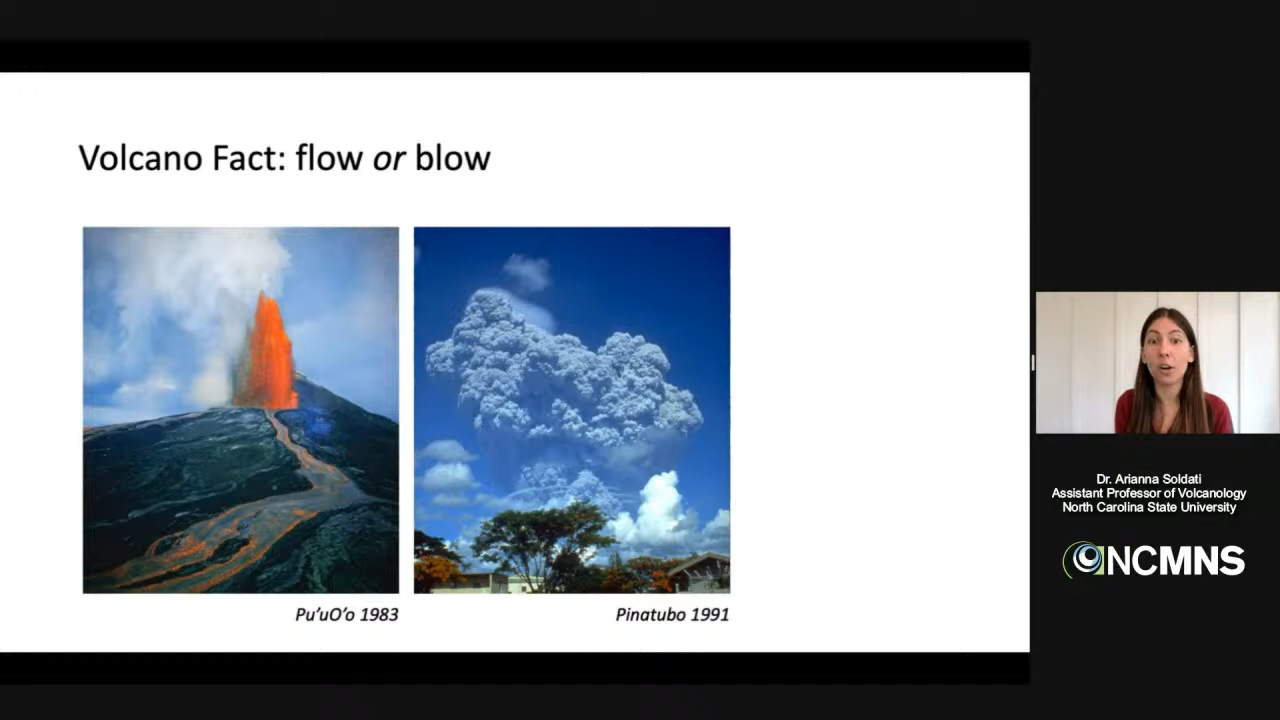 Volcano Fact: flow or blow
Pu'uO'o 1983
Pinatubo 1991
Dr. Arianna Soldati
Assistant Professor of Volcanology
North Carolina State University
NCMNS